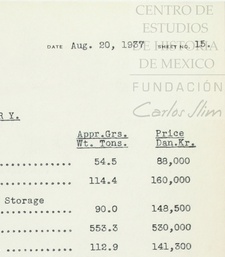 CENTRO DE
ESTUDIOS
DE HISTORIA
DE MEXICO
FUNDACIÓN
Carlos Slim
DATE Aug. 20, 1937 SHEET NO. 15.
R Y.
Appr.Grs. Price
Wt. Tons. Dan.Kr.
............. 54.5 88,000
............. 114.4 160,000
Storage
............. 90.0 148,500
............. 553.3 530,000
............. 112.9 141,300